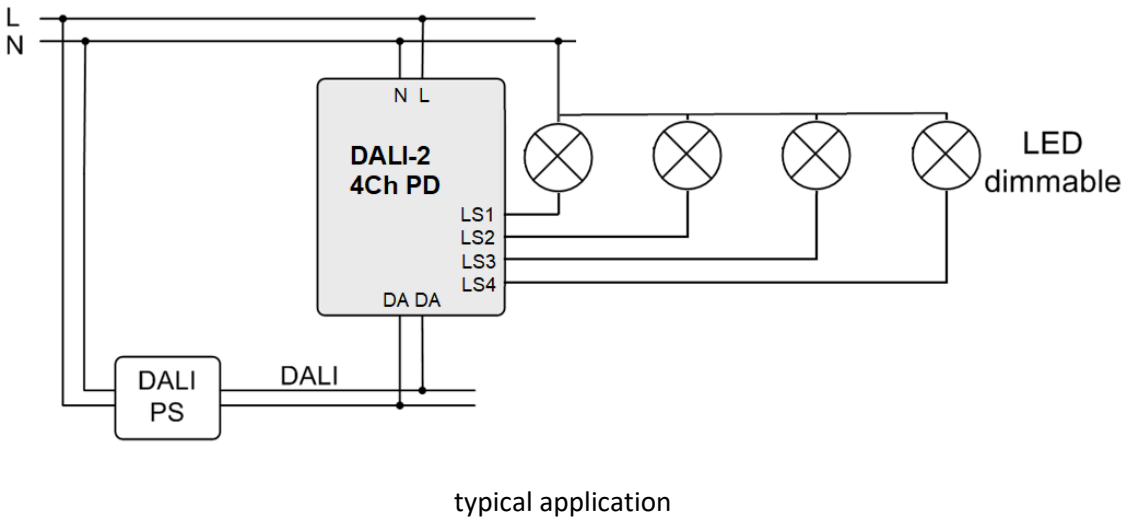 L
N
N L
DALI-2
4Ch PD
LS1
LS2
LS3
LS4
DA DA
LED
dimmable
DALI
PS
DALI
typical application